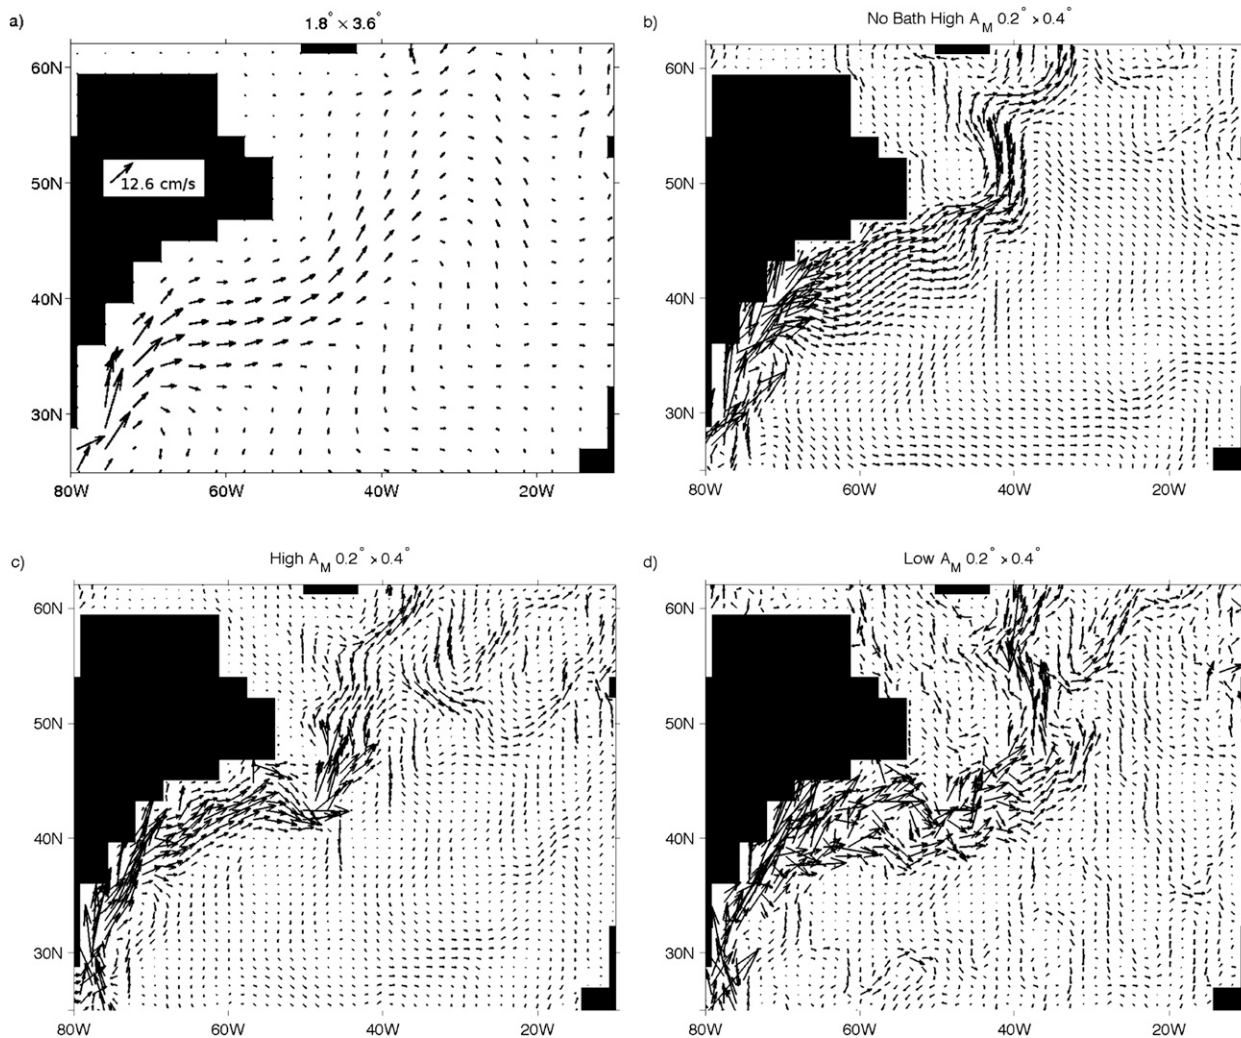 a)
1.8° × 3.6°
60N
50N
40N
30N
80W
60W
40W
20W
12.6 cm/s
b)
No Bath High A_M 0.2° × 0.4°
60N
50N
40N
30N
80W
60W
40W
20W
c)
High A_M 0.2° × 0.4°
60N
50N
40N
30N
80W
60W
40W
20W
d)
Low A_M 0.2° × 0.4°
60N
50N
40N
30N
80W
60W
40W
20W